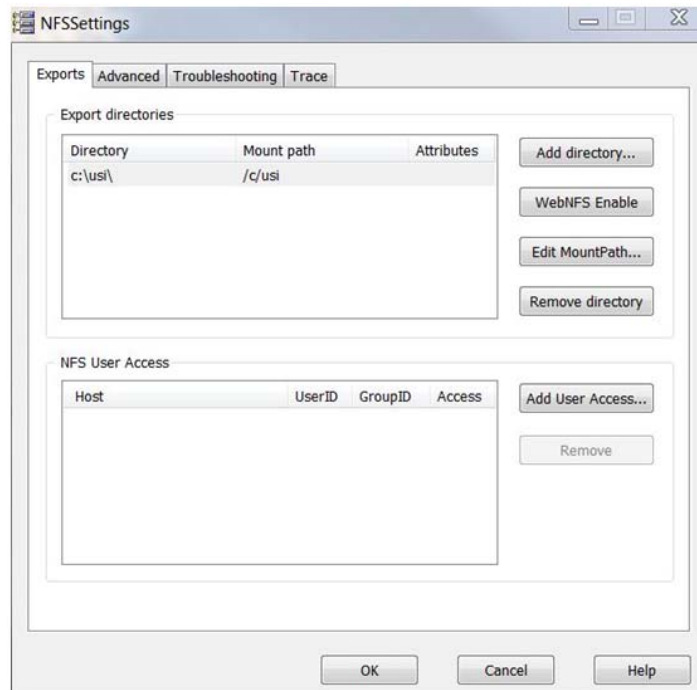 NFSSettings
Exports Advanced Troubleshooting Trace
Export directories
Directory Mount path Attributes
c:\usi\ /c/usi
Add directory...
WebNFS Enable
Edit MountPath...
Remove directory
NFS User Access
Host UserID GroupID Access
Add User Access...
Remove
OK Cancel Help